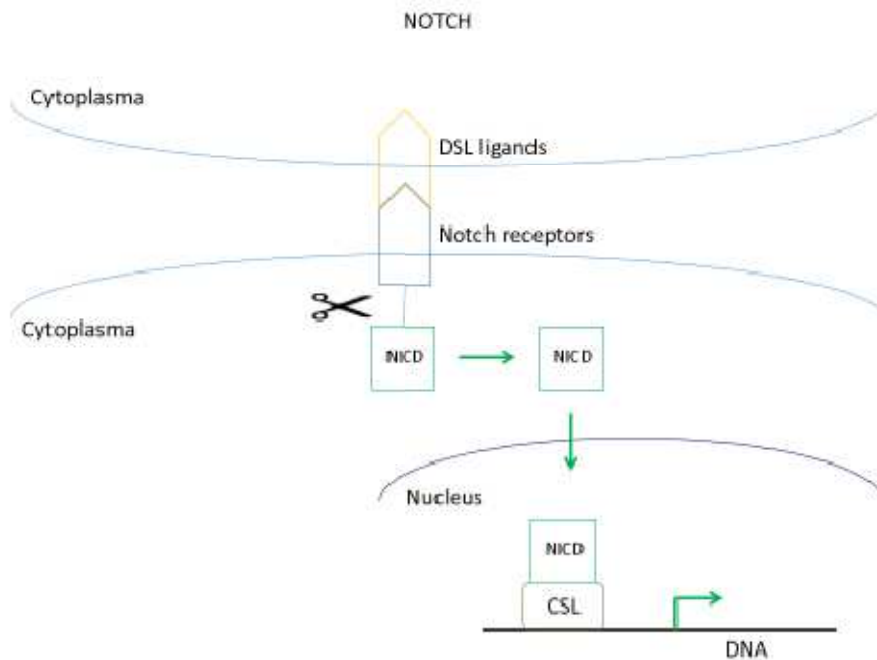 NOTCH
Cytoplasma
DSL ligands
Notch receptors
Cytoplasma
NICD
NICD
Nucleus
NICD
CSL
DNA